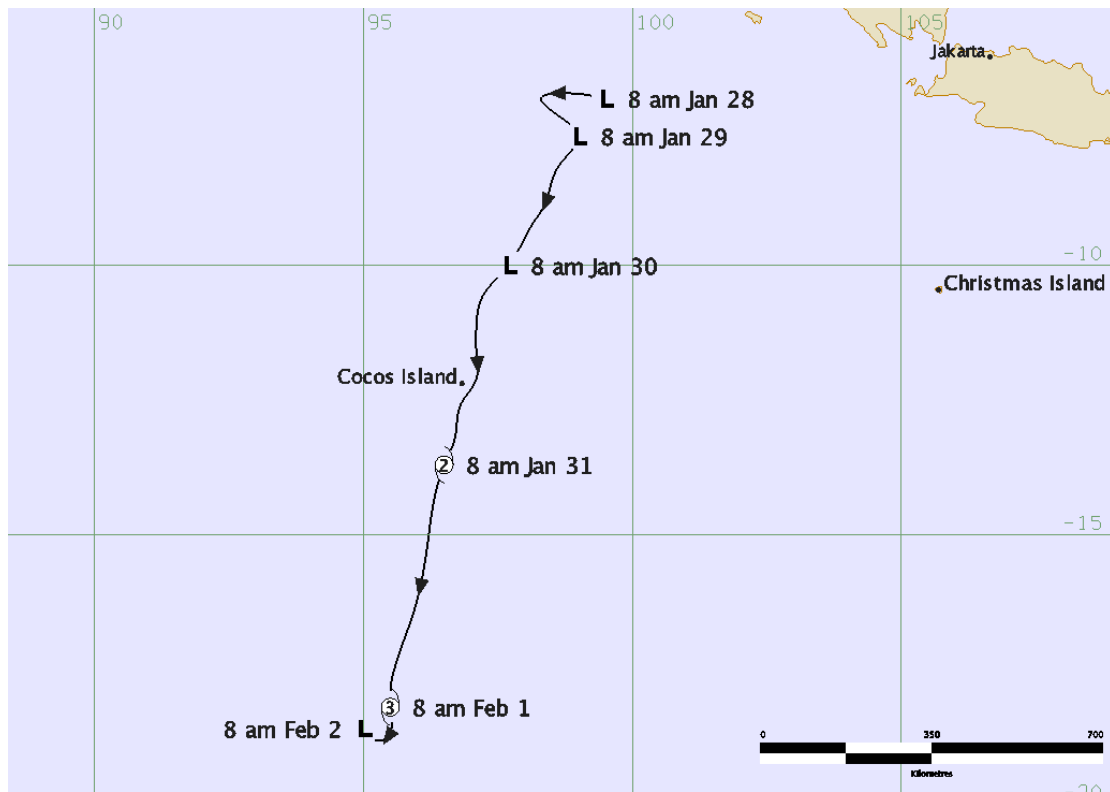 90
95
100
105
Jakarta
L 8 am Jan 28
L 8 am Jan 29
L 8 am Jan 30
-10
Christmas Island
Cocos Island
2 8 am Jan 31
-15
3 8 am Feb 1
8 am Feb 2 L
0 350 700
Kilometres
-20